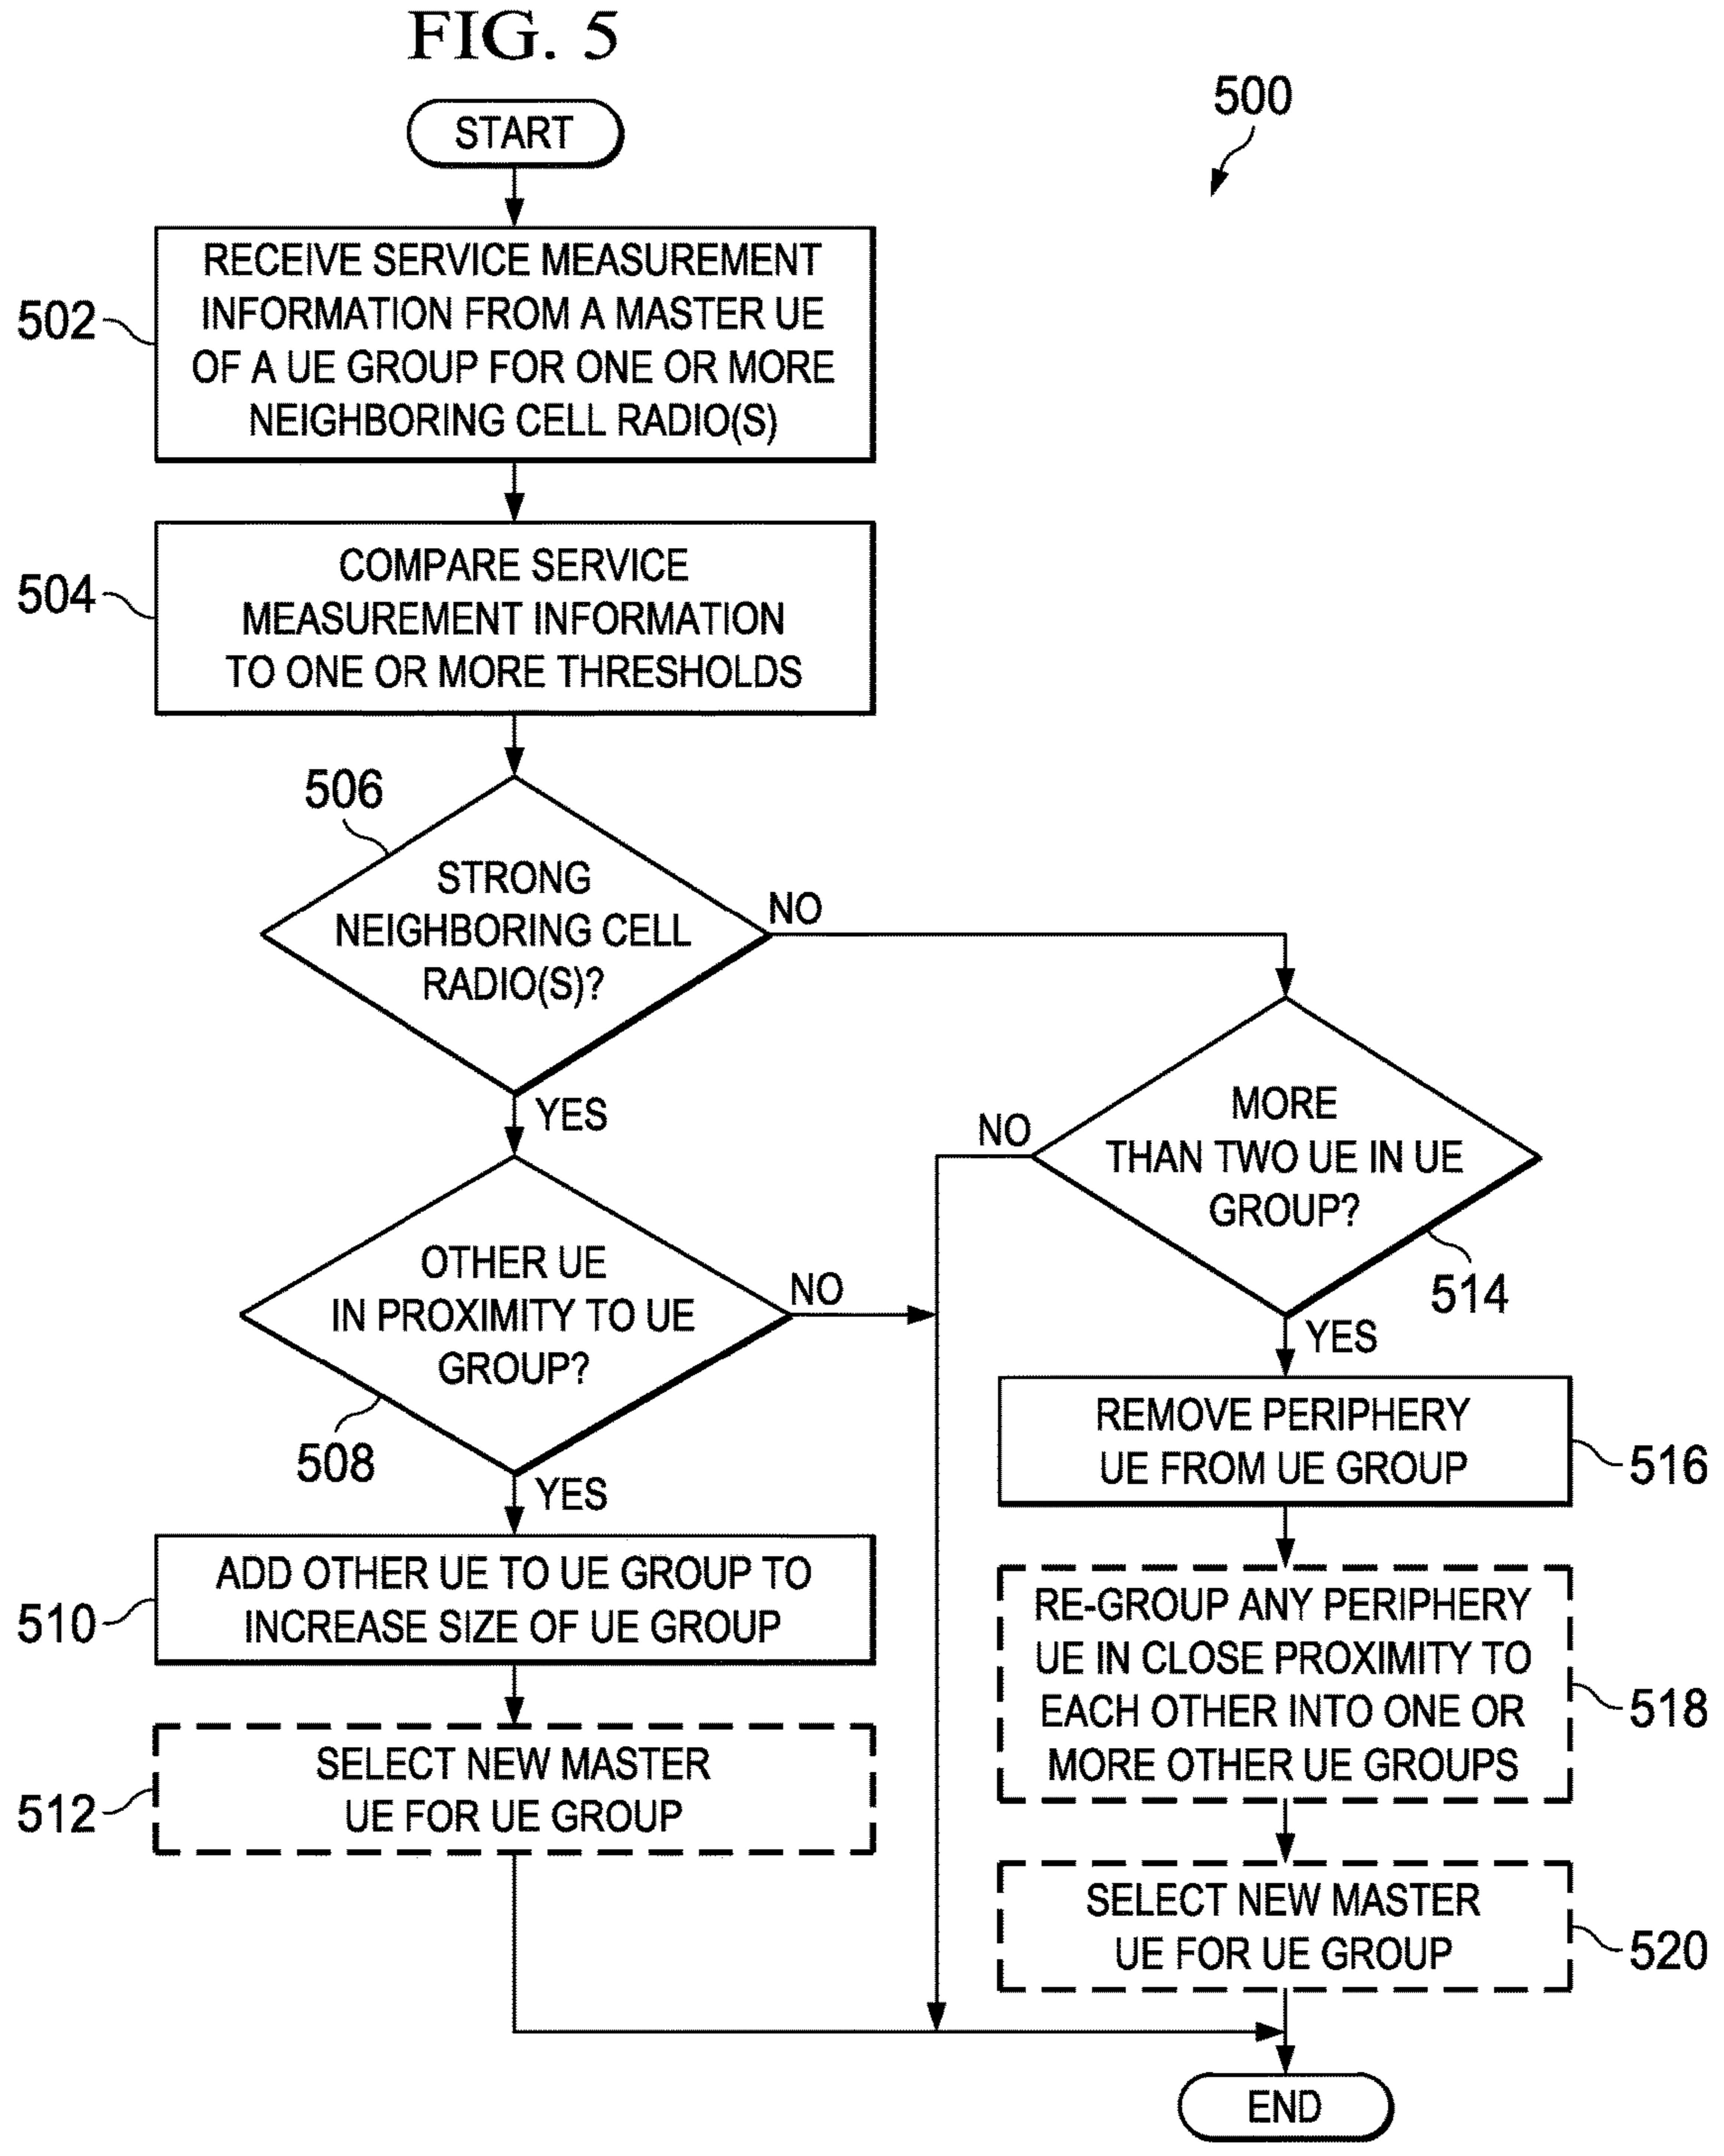 FIG. 5
500
START
502
RECEIVE SERVICE MEASUREMENT
INFORMATION FROM A MASTER UE
OF A UE GROUP FOR ONE OR MORE
NEIGHBORING CELL RADIO(S)
504
COMPARE SERVICE
MEASUREMENT INFORMATION
TO ONE OR MORE THRESHOLDS
506
STRONG
NEIGHBORING CELL
RADIO(S)?
NO
YES
MORE
THAN TWO UE IN UE
GROUP?
NO
514
YES
OTHER UE
IN PROXIMITY TO UE
GROUP?
NO
508
YES
REMOVE PERIPHERY
UE FROM UE GROUP
516
510
ADD OTHER UE TO UE GROUP TO
INCREASE SIZE OF UE GROUP
RE-GROUP ANY PERIPHERY
UE IN CLOSE PROXIMITY TO
EACH OTHER INTO ONE OR
MORE OTHER UE GROUPS
518
512
SELECT NEW MASTER
UE FOR UE GROUP
SELECT NEW MASTER
UE FOR UE GROUP
520
END